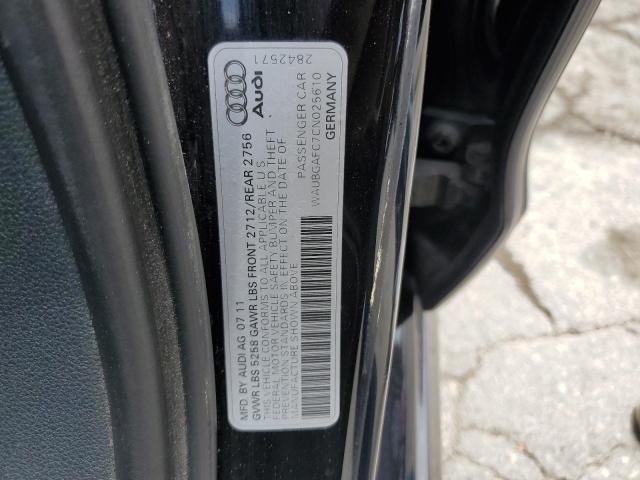 MFD. BY AUDI AG 07 11
GVWR LBS 5258 GAWR LBS FRONT 2712/REAR 2756
THIS VEHICLE CONFORMS TO ALL APPLICABLE U S
FEDERAL MOTOR VEHICLE SAFETY BUMPER AND THEFT
PREVENTION STANDARDS IN EFFECT ON THE DATE OF
MANUFACTURE SHOWN ABOVE
PASSENGER CAR
WAUBGAFC7CN025610
GERMANY
Audi
2842571